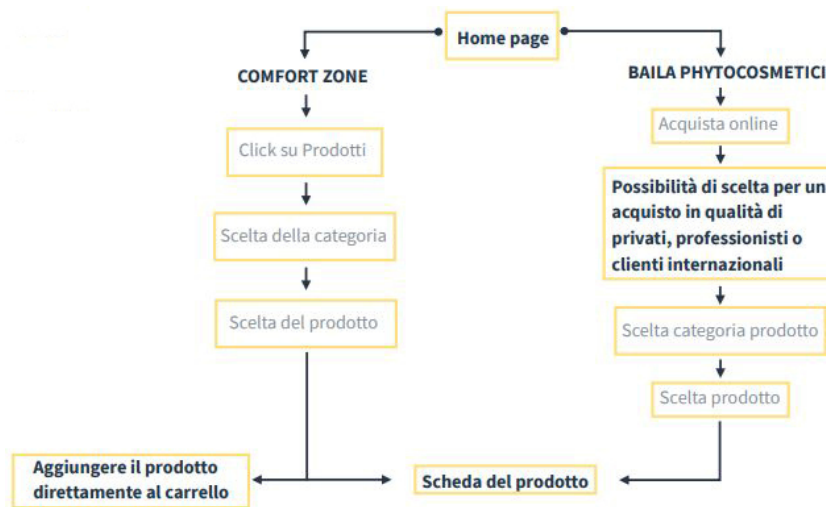 Home page
COMFORT ZONE
BAILA PHYTOCOSMETICI
Click su Prodotti
Acquista online
Scelta della categoria
Possibilità di scelta per un
acquisto in qualità di
privati, professionisti o
clienti internazionali
Scelta del prodotto
Scelta categoria prodotto
Scelta prodotto
Aggiungere il prodotto
direttamente al carrello
Scheda del prodotto